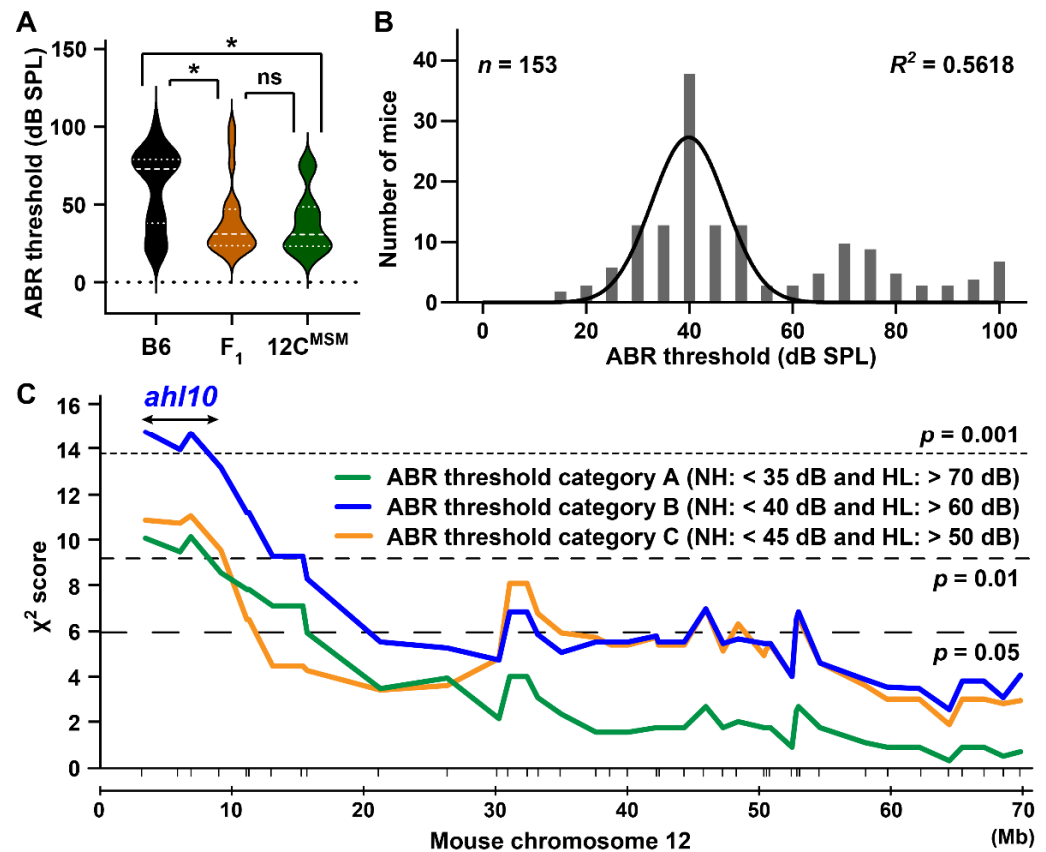 A
ABR threshold (dB SPL)
150
100
50
0
*
*
ns
B6
F1
12CMSM
B
Number of mice
40
30
20
10
0
n = 153
R2 = 0.5618
0
20
40
60
80
100
ABR threshold (dB SPL)
C
χ2 score
16
14
12
10
8
6
4
2
0
ahl10
p = 0.001
ABR threshold category A (NH: < 35 dB and HL: > 70 dB)
ABR threshold category B (NH: < 40 dB and HL: > 60 dB)
ABR threshold category C (NH: < 45 dB and HL: > 50 dB)
p = 0.01
p = 0.05
0
10
20
30
40
50
60
70
Mouse chromosome 12
(Mb)